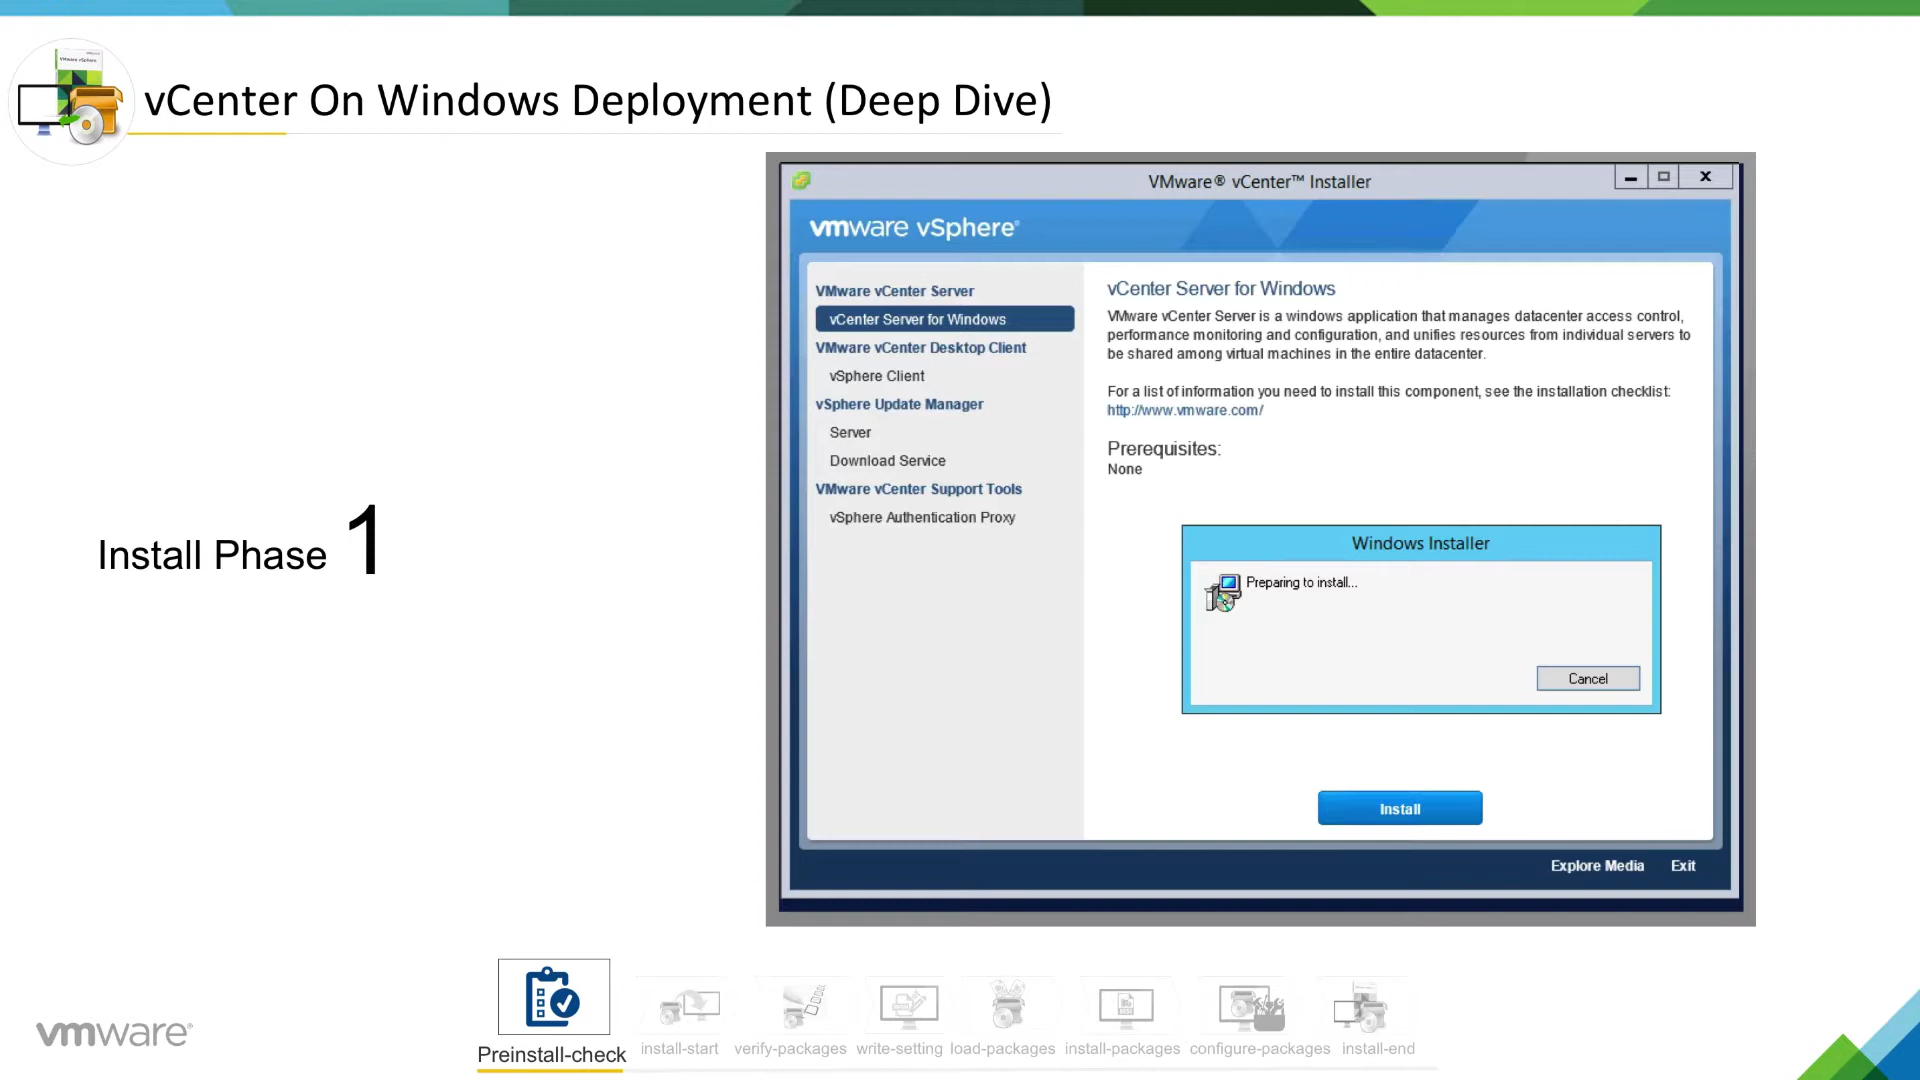 vCenter On Windows Deployment (Deep Dive)
VMware® vCenter™ Installer
vmware vSphere®
VMware vCenter Server
vCenter Server for Windows
VMware vCenter Desktop Client
vSphere Client
vSphere Update Manager
Server
Download Service
VMware vCenter Support Tools
vSphere Authentication Proxy
vCenter Server for Windows
VMware vCenter Server is a windows application that manages datacenter access control,
performance monitoring and configuration, and unifies resources from individual servers to
be shared among virtual machines in the entire datacenter.
For a list of information you need to install this component, see the installation checklist:
http://www.vmware.com/
Prerequisites:
None
Windows Installer
Preparing to install...
Cancel
Install
Explore Media Exit
Install Phase 1
vmware®
Preinstall-check install-start verify-packages write-setting load-packages install-packages configure-packages install-end